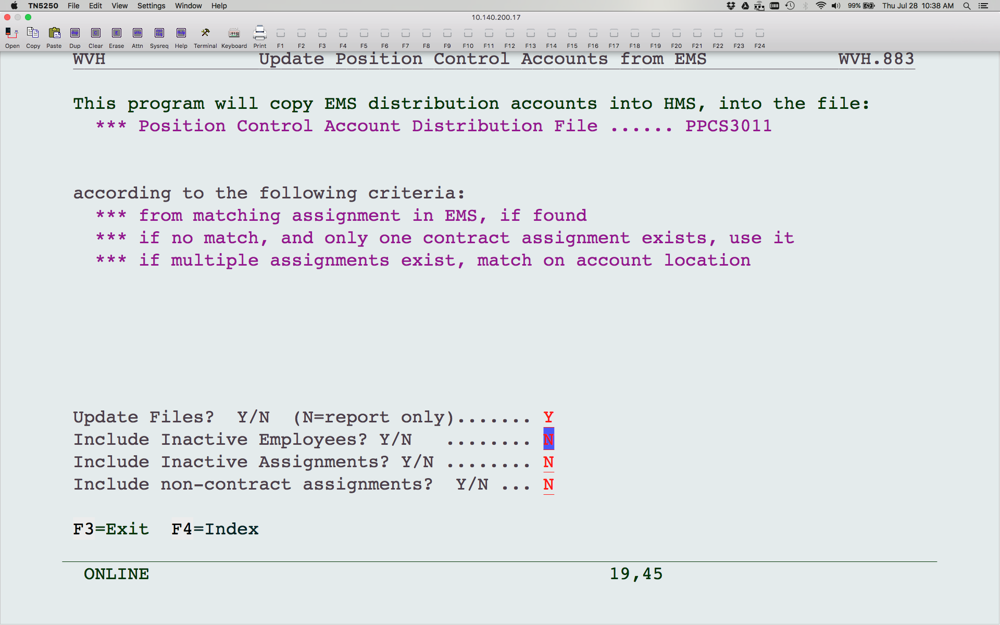 TN5250 File Edit View Settings Window Help 99% Thu Jul 28 10:38 AM
10.140.200.17
Open Copy Paste Dup Clear Erase Attn Sysreq Help Terminal Keyboard Print F1 F2 F3 F4 F5 F6 F7 F8 F9 F10 F11 F12 F13 F14 F15 F16 F17 F18 F19 F20 F21 F22 F23 F24
WVH Update Position Control Accounts from EMS WVH.883
This program will copy EMS distribution accounts into HMS, into the file:
*** Position Control Account Distribution File ...... PPCS3011
according to the following criteria:
*** from matching assignment in EMS, if found
*** if no match, and only one contract assignment exists, use it
*** if multiple assignments exist, match on account location
Update Files? Y/N (N=report only)....... Y
Include Inactive Employees? Y/N ........ N
Include Inactive Assignments? Y/N ........ N
Include non-contract assignments? Y/N ... N
F3=Exit F4=Index
ONLINE 19,45